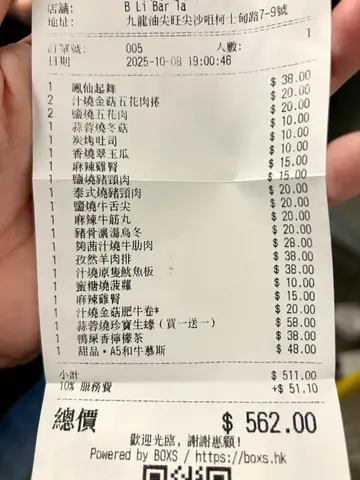 店舖: B Li Bar 1a
地址: 九龍油尖旺尖沙咀柯士甸路7-9號
1
訂單號: 005 人數:
日期 2025-10-08 19:00:46
1 鳳仙起舞 $ 38.00
2 汁燒金菇五花肉捲 $ 20.00
2 鹽燒五花肉 $ 20.00
1 蒜蓉燒冬菇 $ 10.00
1 炭烤吐司 $ 10.00
1 香燒翠玉瓜 $ 10.00
1 麻辣雞腎 $ 15.00
1 鹽燒豬頸肉 $ 15.00
1 泰式燒豬頸肉 $ 20.00
1 鹽燒牛舌尖 $ 20.00
1 麻辣牛筋丸 $ 20.00
1 豬骨濃湯烏冬 $ 20.00
1 蒟蒻汁燒牛肋肉 $ 28.00
1 孜然羊肉排 $ 38.00
1 汁燒原隻魷魚板 $ 38.00
1 蜜糖燒菠蘿 $ 10.00
1 麻辣雞腎 $ 15.00
1 汁燒金菇肥牛卷* $ 20.00
1 蒜蓉燒珍寶生蠔(買一送一) $ 58.00
1 鴨屎香檸檬茶 $ 38.00
1 甜品・A5和牛慕斯 $ 48.00
小計 $ 511.00
10% 服務費 +$ 51.10
總價 $ 562.00
歡迎光臨, 謝謝惠顧!
Powered by BOXS / https://boxs.hk